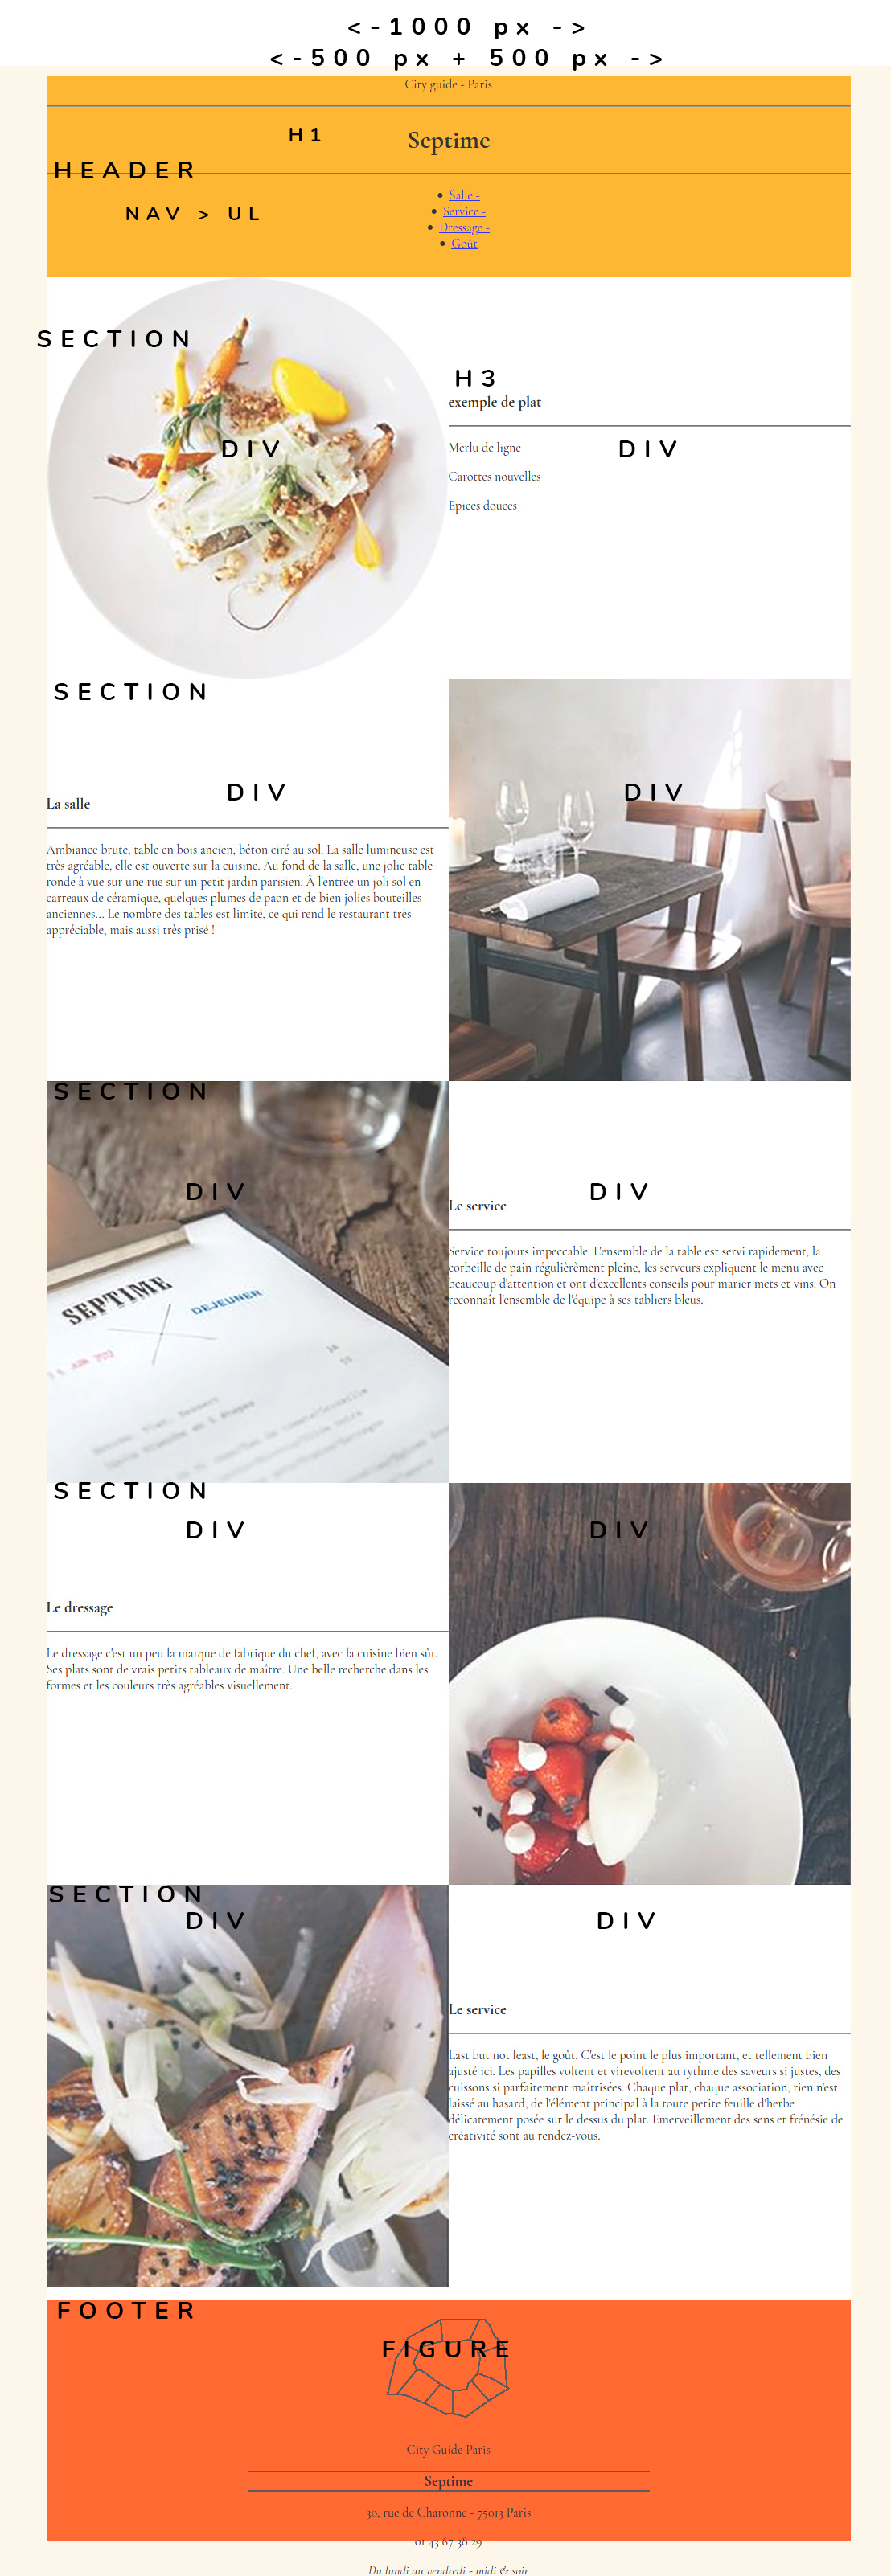 <-1000 px ->
<-500 px + 500 px ->
City guide - Paris
H1
Septime
HEADER
NAV > UL
Salle -
Service -
Dressage -
Goût
SECTION
H3
exemple de plat
DIV
DIV
Merlu de ligne
Carottes nouvelles
Epices douces
SECTION
DIV
DIV
La salle
Ambiance brute, table en bois ancien, béton ciré au sol. La salle lumineuse est
très agréable, elle est ouverte sur la cuisine. Au fond de la salle, une jolie table
ronde à vue sur une rue sur un petit jardin parisien. À l'entrée un joli sol en
carreaux de céramique, quelques plumes de paon et de bien jolies bouteilles
anciennes... Le nombre des tables est limité, ce qui rend le restaurant très
appréciable, mais aussi très prisé !
SECTION
DIV
DIV
SEPTIME
DEJEUNER
Le service
Service toujours impeccable. L'ensemble de la table est servi rapidement, la
corbeille de pain régulièrement pleine, les serveurs expliquent le menu avec
beaucoup d'attention et ont d'excellents conseils pour marier mets et vins. On
reconnaît l'ensemble de l'équipe à ses tabliers bleus.
SECTION
DIV
DIV
Le dressage
Le dressage c'est un peu la marque de fabrique du chef, avec la cuisine bien sûr.
Ses plats sont de vrais petits tableaux de maître. Une belle recherche dans les
formes et les couleurs très agréables visuellement.
SECTION
DIV
DIV
Le service
Last but not least, le goût. C'est le point le plus important, et tellement bien
ajusté ici. Les papilles voltent et virevoltent au rythme des saveurs si justes, des
cuissons si parfaitement maîtrisées. Chaque plat, chaque association, rien n'est
laissé au hasard, de l'élément principal à la toute petite feuille d'herbe
délicatement posée sur le dessus du plat. Emerveillement des sens et frénésie de
créativité sont au rendez-vous.
FOOTER
FIGURE
City Guide Paris
Septime
30, rue de Charonne - 75013 Paris
01 43 67 38 29
Du lundi au vendredi - midi & soir